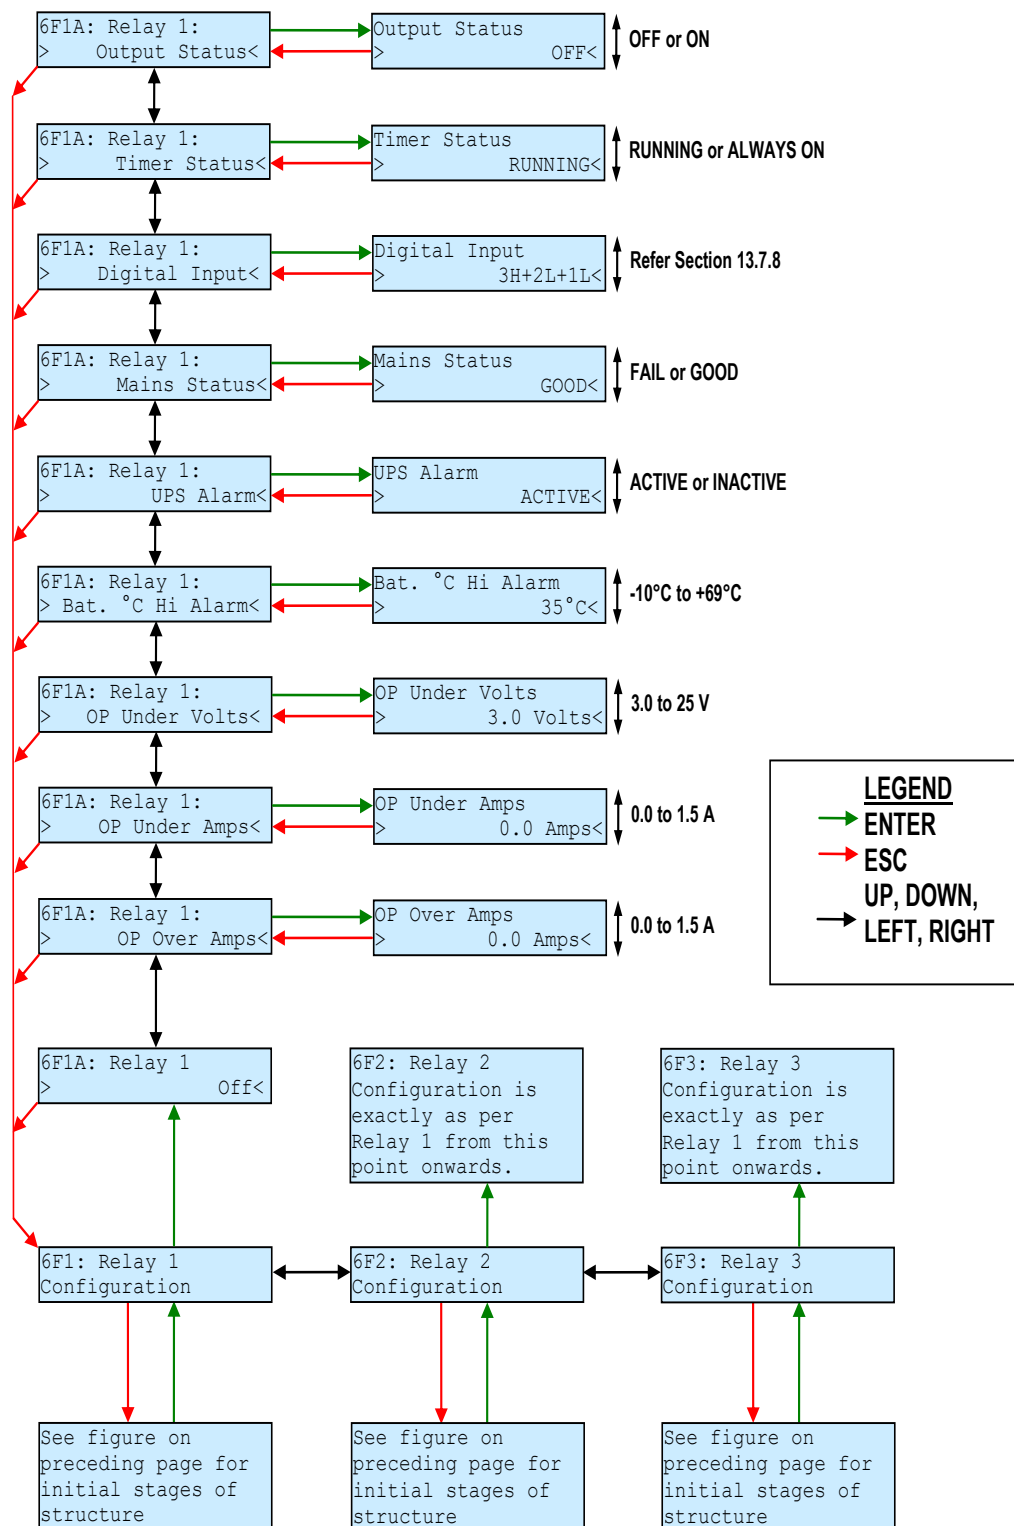 6F1A: Relay 1:
> Output Status<
Output Status
> OFF<
OFF or ON
6F1A: Relay 1:
> Timer Status<
Timer Status
> RUNNING<
RUNNING or ALWAYS ON
6F1A: Relay 1:
> Digital Input<
Digital Input
> 3H+2L+1L<
Refer Section 13.7.8
6F1A: Relay 1:
> Mains Status<
Mains Status
> GOOD<
FAIL or GOOD
6F1A: Relay 1:
> UPS Alarm<
UPS Alarm
> ACTIVE<
ACTIVE or INACTIVE
6F1A: Relay 1:
> Bat. °C Hi Alarm<
Bat. °C Hi Alarm
> 35°C<
-10°C to +69°C
6F1A: Relay 1:
> OP Under Volts<
OP Under Volts
> 3.0 Volts<
3.0 to 25 V
6F1A: Relay 1:
> OP Under Amps<
OP Under Amps
> 0.0 Amps<
0.0 to 1.5 A
6F1A: Relay 1:
> OP Over Amps<
OP Over Amps
> 0.0 Amps<
0.0 to 1.5 A
LEGEND
ENTER
ESC
UP, DOWN,
LEFT, RIGHT
6F1A: Relay 1
> Off<
6F2: Relay 2
Configuration is
exactly as per
Relay 1 from this
point onwards.
6F3: Relay 3
Configuration is
exactly as per
Relay 1 from this
point onwards.
6F1: Relay 1
Configuration
6F2: Relay 2
Configuration
6F3: Relay 3
Configuration
See figure on
preceding page for
initial stages of
structure
See figure on
preceding page for
initial stages of
structure
See figure on
preceding page for
initial stages of
structure